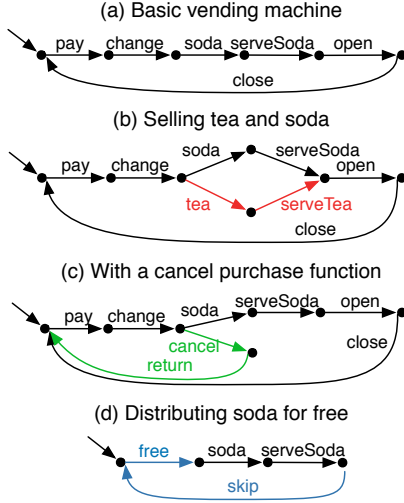 (a) Basic vending machine
pay change soda serveSoda open
close
(b) Selling tea and soda
soda serveSoda
pay change open
tea serveTea
close
(c) With a cancel purchase function
serveSoda open
pay change soda
cancel close
return
(d) Distributing soda for free
free soda serveSoda
skip